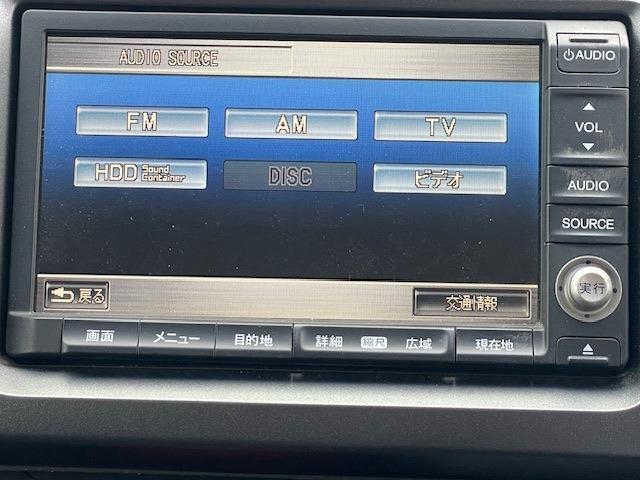 AUDIO SOURCE
FM AM TV
HDD Sound Container DISC ビデオ
戻る 交通情報
画面 メニュー 目的地 詳細 縮尺 広域 現在地
AUDIO
VOL
AUDIO
SOURCE
実行